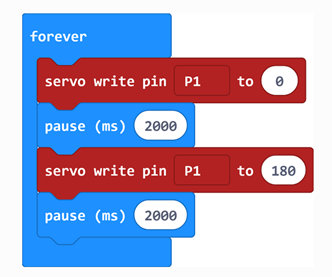 forever
servo write pin P1 to 0
pause (ms) 2000
servo write pin P1 to 180
pause (ms) 2000